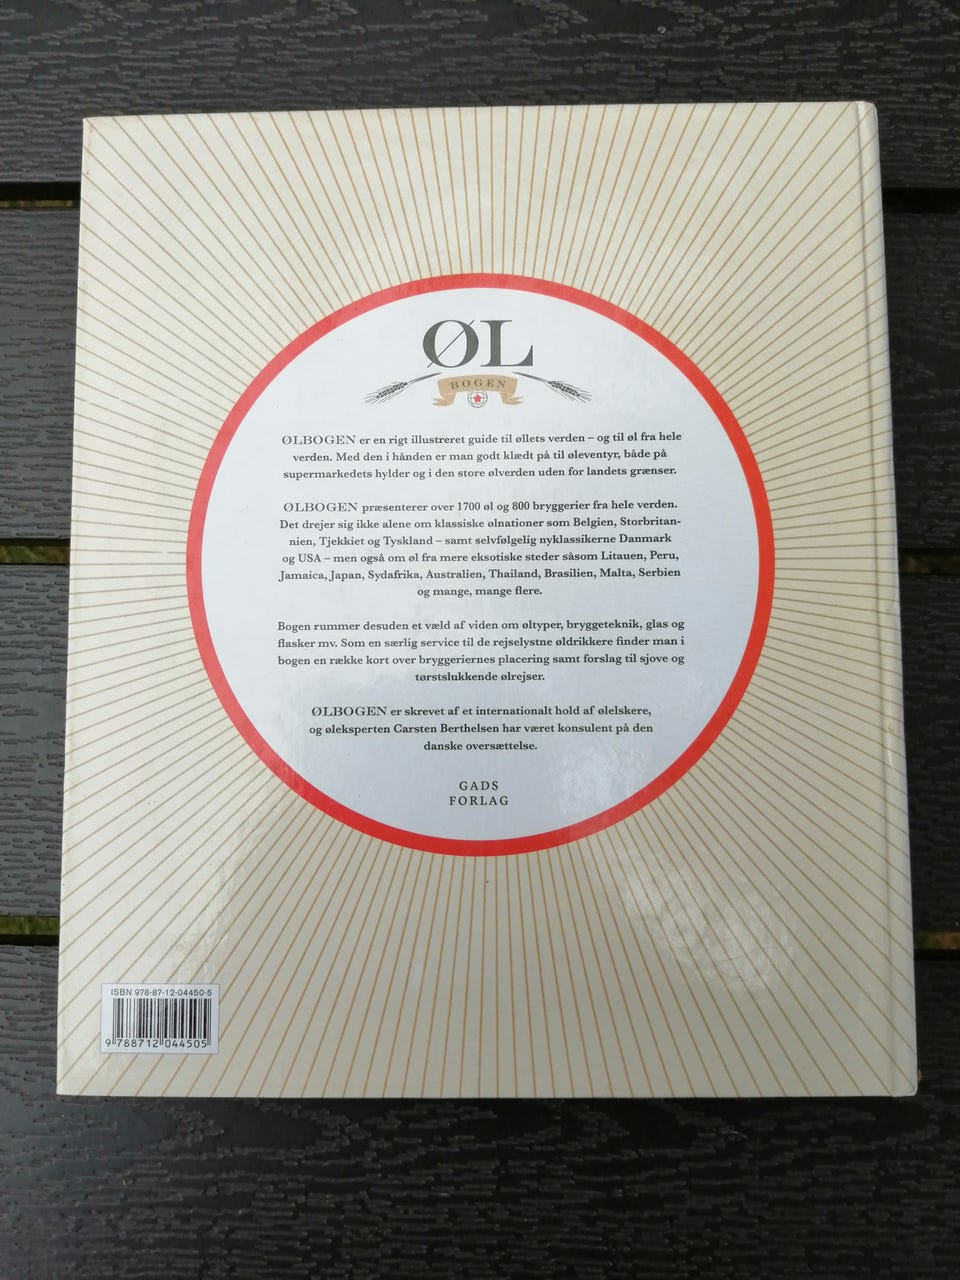 ØL
BOGEN
ØLBOGEN er en rigt illustreret guide til øllets verden – og til øl fra hele
verden. Med den i hånden er man godt klædt på til øleventyr, både på
supermarkedets hylder og i den store ølverden uden for landets grænser.
ØLBOGEN præsenterer over 1700 øl og 800 bryggerier fra hele verden.
Det drejer sig ikke alene om klassiske ølnationer som Belgien, Storbritan-
nien, Tjekkiet og Tyskland – samt selvfølgelig nyklassikerne Danmark
og USA – men også om øl fra mere eksotiske steder såsom Litauen, Peru,
Jamaica, Japan, Sydafrika, Australien, Thailand, Brasilien, Malta, Serbien
og mange, mange flere.
Bogen rummer desuden et væld af viden om øltyper, bryggeteknik, glas og
flasker mv. Som en særlig service til de rejselystne øldrikkere finder man i
bogen en række kort over bryggeriernes placering samt forslag til sjove og
tørstslukkende ølrejser.
ØLBOGEN er skrevet af et internationalt hold af ølelskere,
og øleksperten Carsten Berthelsen har været konsulent på den
danske oversættelse.
GADS
FORLAG
ISBN 978-87-12-04450-5
9 788712 044505